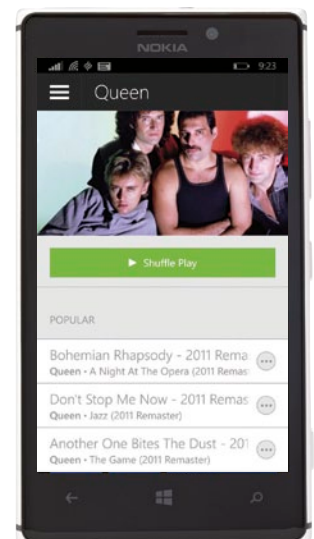 NOKIA
9:23
Queen
Shuffle Play
POPULAR
Bohemian Rhapsody - 2011 Rema
Queen • A Night At The Opera (2011 Remas
Don't Stop Me Now - 2011 Remas
Queen • Jazz (2011 Remaster)
Another One Bites The Dust - 201
Queen • The Game (2011 Remaster)